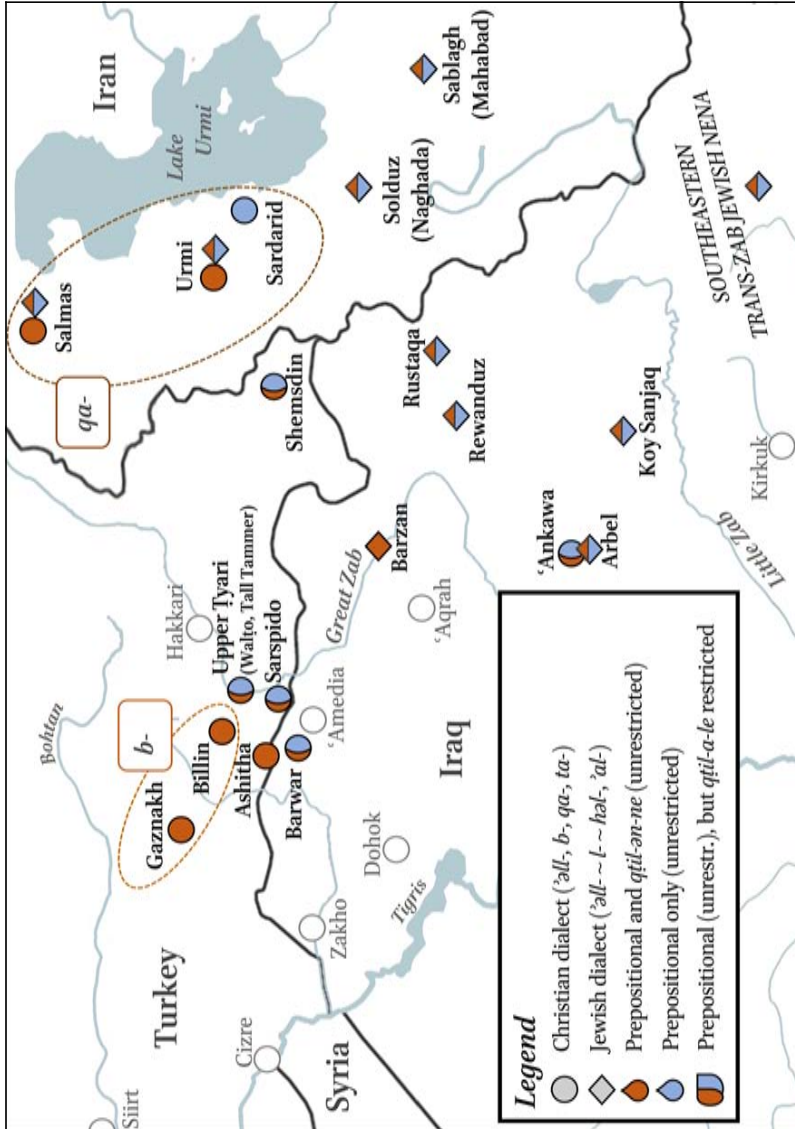 Siirt
Bohtan
Turkey
b-
Gaznakh
Billin
Hakkari
Upper Ṭyari
(Walṭo, Tall Tammer)
Sarspido
Ashitha
Barwar
Cizre
Zakho
ʿAmedia
Syria
Dohok
Tigris
Iraq
Great Zab
Barzan
ʿAqrah
qa-
Salmas
Iran
Lake
Urmi
Urmi
Sardarid
Shemsdin
Solduz
(Naghada)
Sablagh
(Mahabad)
Rustaqa
Rewanduz
ʿAnkawa
Arbel
Koy Sanjaq
Little Zab
Kirkuk
SOUTHEASTERN
TRANS-ZAB JEWISH NENA
Legend
Christian dialect (ʾəll-, b-, qa-, ta-)
Jewish dialect (ʾəll- ~ l- ~ həl-, ʾal-)
Prepositional and qṭil-ən-ne (unrestricted)
Prepositional only (unrestricted)
Prepositional (unrestr.), but qṭil-a-le restricted